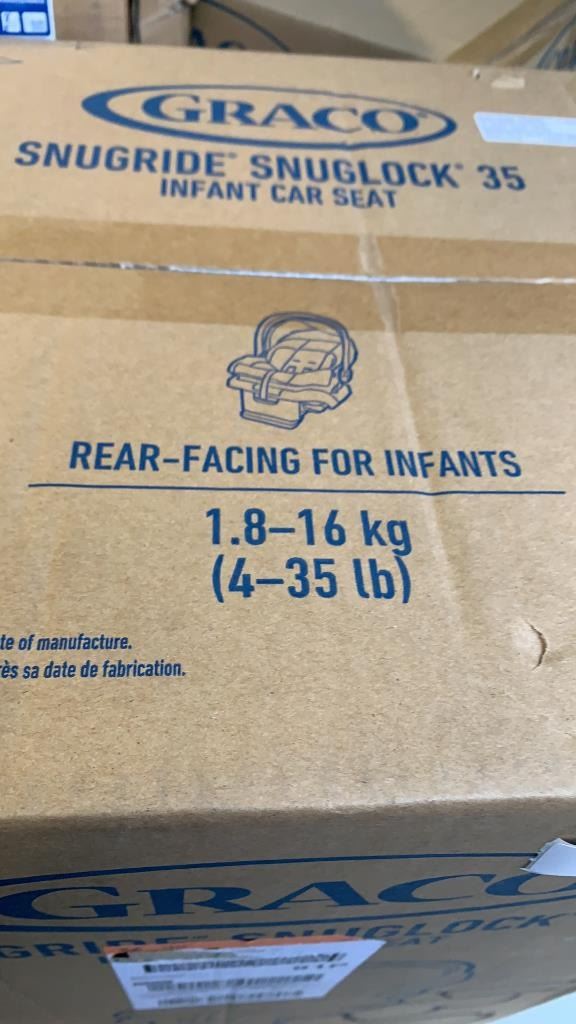 GRACO
SNUGRIDE® SNUGLOCK® 35
INFANT CAR SEAT
REAR-FACING FOR INFANTS
1.8–16 kg
(4–35 lb)
te of manufacture.
ès sa date de fabrication.
GRACO